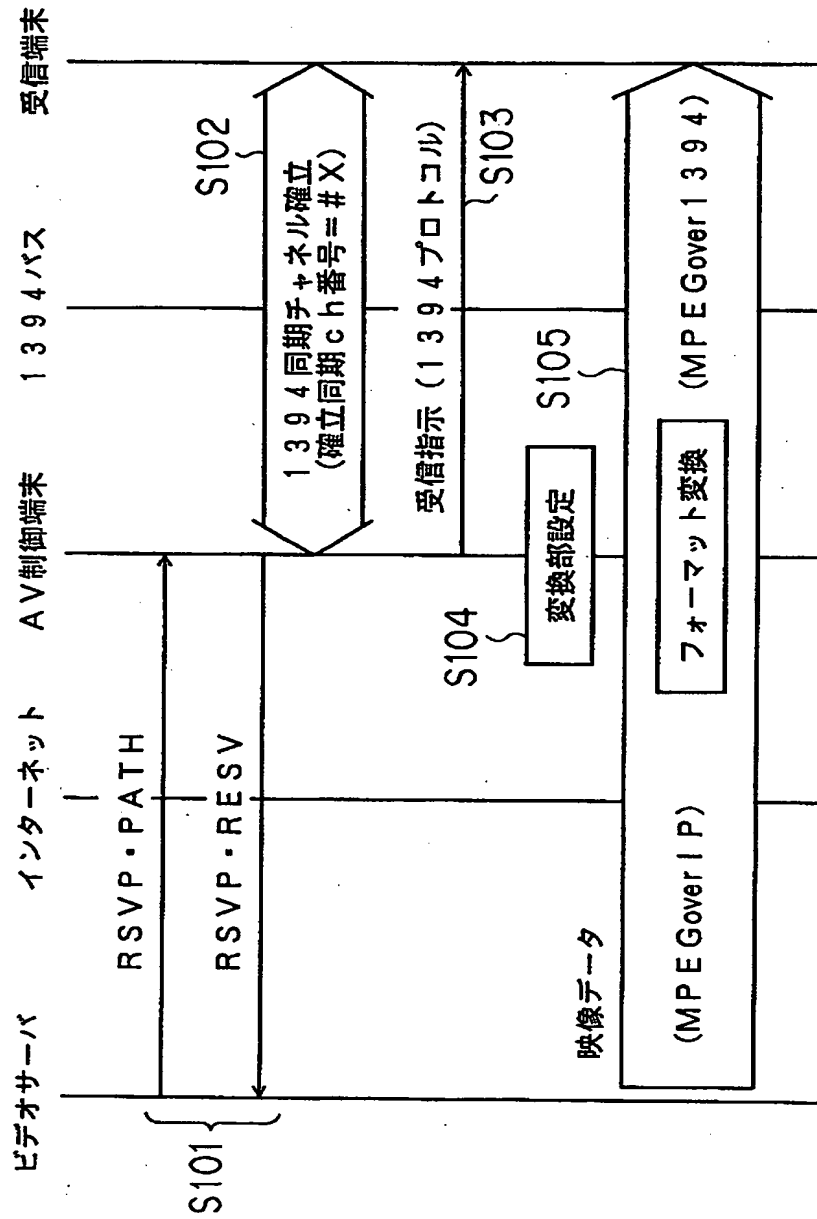 ビデオサーバ
インターネット
AV制御端末
1394バス
受信端末
S101
RSVP・PATH
RSVP・RESV
S102
1394同期チャネル確立
(確立同期ch番号=#X)
受信指示(1394プロトコル)
S103
S104
変換部設定
S105
映像データ
(MPEGoverIP)
フォーマット変換
(MPEGover1394)